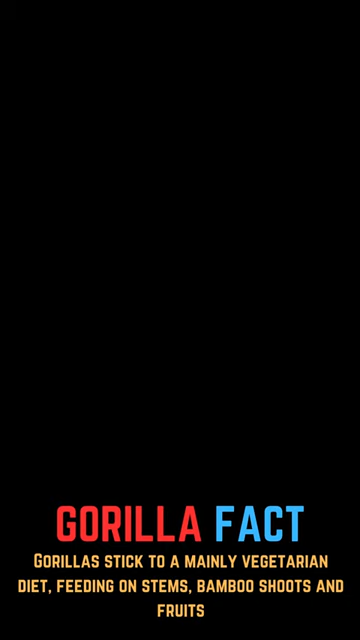 GORILLA FACT
Gorillas stick to a mainly vegetarian
diet, feeding on stems, bamboo shoots and
fruits